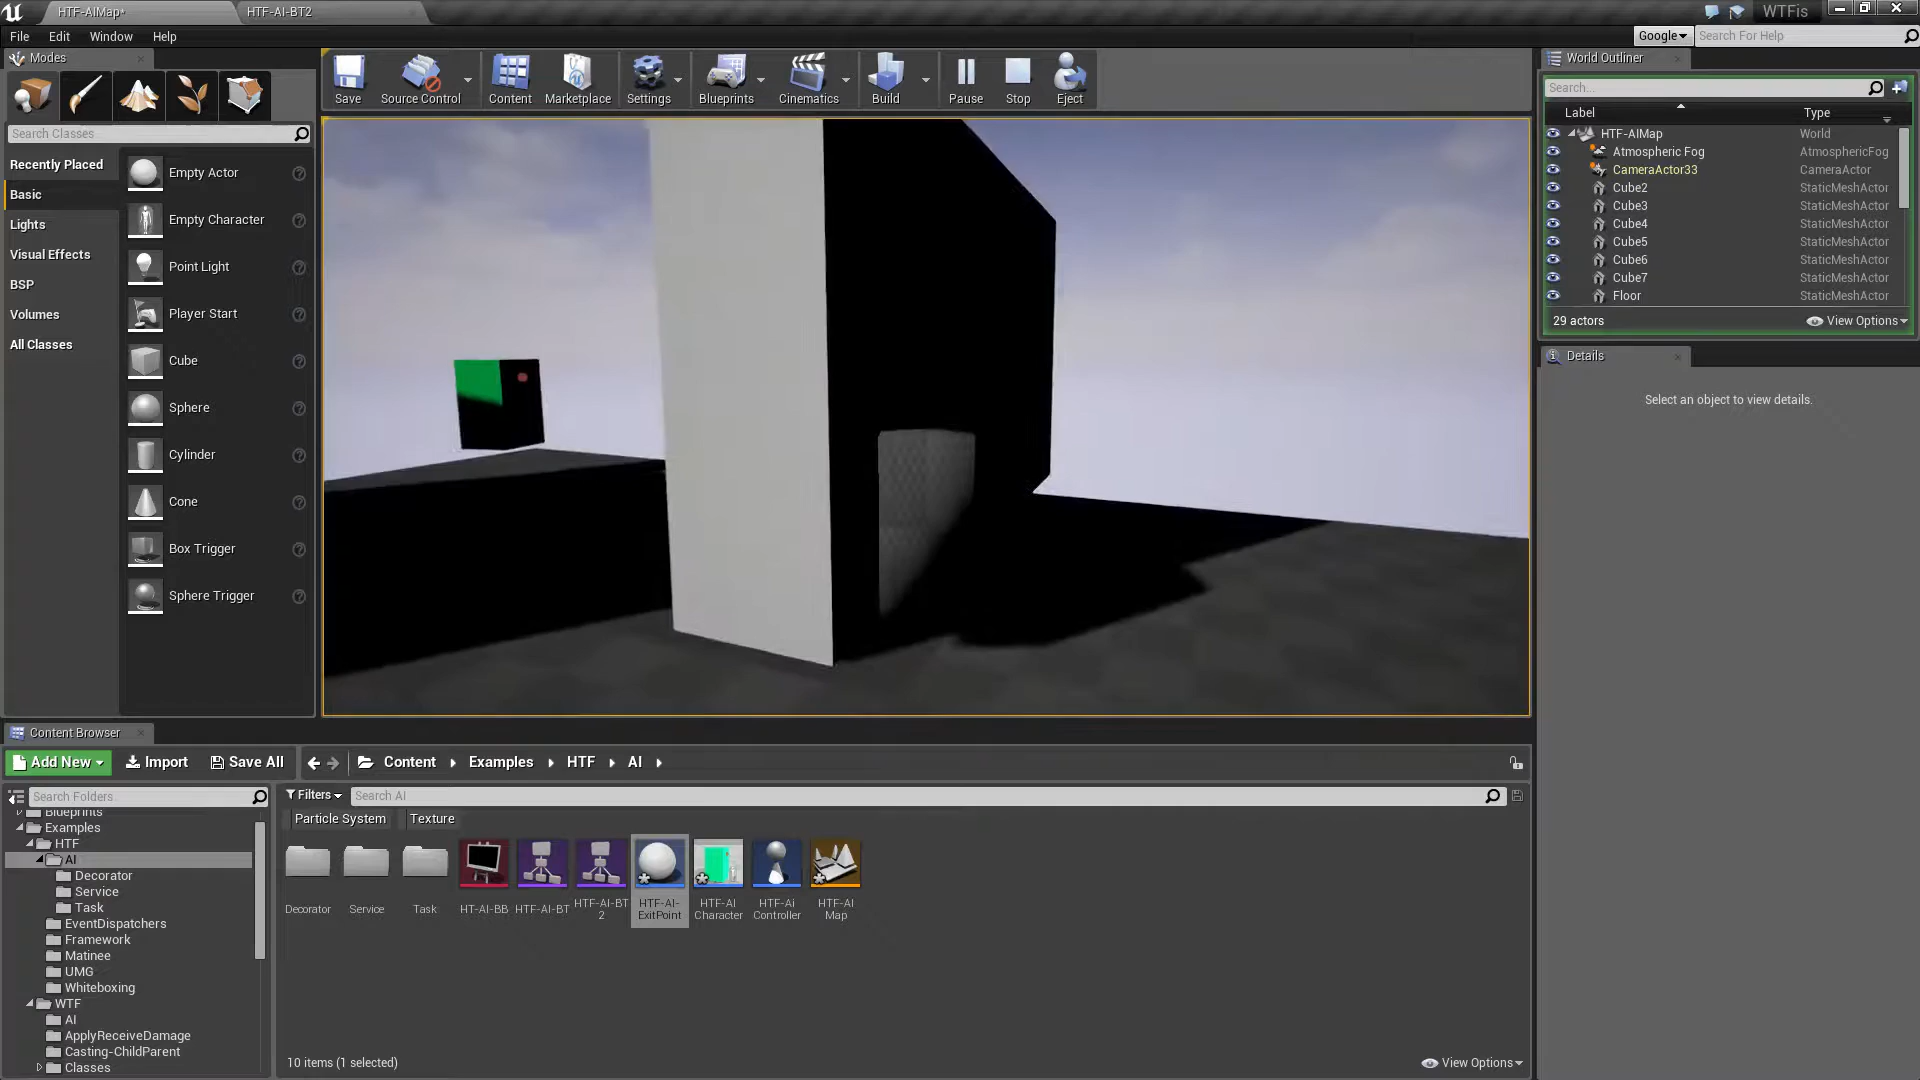 HTF-AIMap*
HTF-AI-BT2
WTFis
File
Edit
Window
Help
Google
Search For Help
Modes
Search Classes
Recently Placed
Basic
Lights
Visual Effects
BSP
Volumes
All Classes
Empty Actor
Empty Character
Point Light
Player Start
Cube
Sphere
Cylinder
Cone
Box Trigger
Sphere Trigger
Save
Source Control
Content
Marketplace
Settings
Blueprints
Cinematics
Build
Pause
Stop
Eject
World Outliner
Search...
Label
Type
HTF-AIMap World
Atmospheric Fog AtmosphericFog
CameraActor33 CameraActor
Cube2 StaticMeshActor
Cube3 StaticMeshActor
Cube4 StaticMeshActor
Cube5 StaticMeshActor
Cube6 StaticMeshActor
Cube7 StaticMeshActor
Floor StaticMeshActor
29 actors
View Options
Details
Select an object to view details.
Content Browser
Add New
Import
Save All
Content
Examples
HTF
AI
Search Folders
Blueprints
Examples
HTF
AI
Decorator
Service
Task
EventDispatchers
Framework
Matinee
UMG
Whiteboxing
WTF
AI
ApplyReceiveDamage
Casting-ChildParent
Classes
Filters
Search AI
Particle System
Texture
Decorator
Service
Task
HT-AI-BB
HTF-AI-BT
HTF-AI-BT
2
HTF-AI-
ExitPoint
HTF-AI
Character
HTF-Ai
Controller
HTF-AI
Map
10 items (1 selected)
View Options